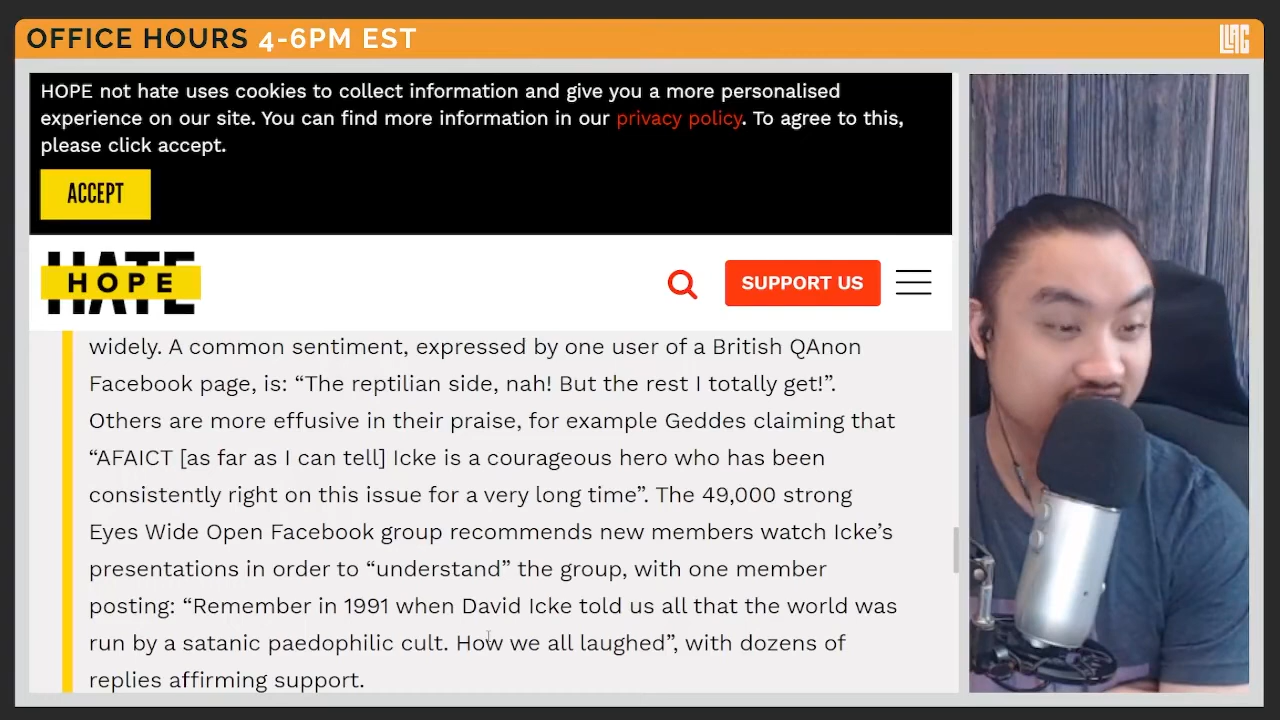 OFFICE HOURS 4-6PM EST
LLAG
HOPE not hate uses cookies to collect information and give you a more personalised
experience on our site. You can find more information in our privacy policy. To agree to this,
please click accept.
ACCEPT
HATE
HOPE
SUPPORT US
widely. A common sentiment, expressed by one user of a British QAnon
Facebook page, is: “The reptilian side, nah! But the rest I totally get!”.
Others are more effusive in their praise, for example Geddes claiming that
“AFAICT [as far as I can tell] Icke is a courageous hero who has been
consistently right on this issue for a very long time”. The 49,000 strong
Eyes Wide Open Facebook group recommends new members watch Icke’s
presentations in order to “understand” the group, with one member
posting: “Remember in 1991 when David Icke told us all that the world was
run by a satanic paedophilic cult. How we all laughed”, with dozens of
replies affirming support.